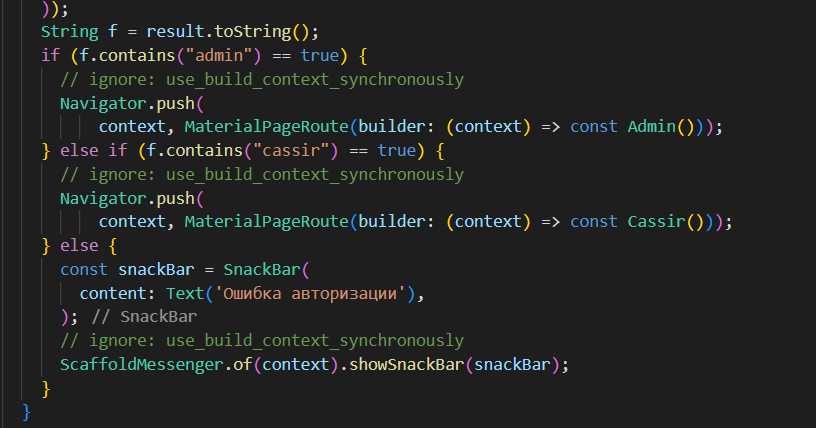 ));
String f = result.toString();
if (f.contains("admin") == true) {
// ignore: use_build_context_synchronously
Navigator.push(
context, MaterialPageRoute(builder: (context) => const Admin()));
} else if (f.contains("cassir") == true) {
// ignore: use_build_context_synchronously
Navigator.push(
context, MaterialPageRoute(builder: (context) => const Cassir()));
} else {
const snackBar = SnackBar(
content: Text('Ошибка авторизации'),
); // SnackBar
// ignore: use_build_context_synchronously
ScaffoldMessenger.of(context).showSnackBar(snackBar);
}
}